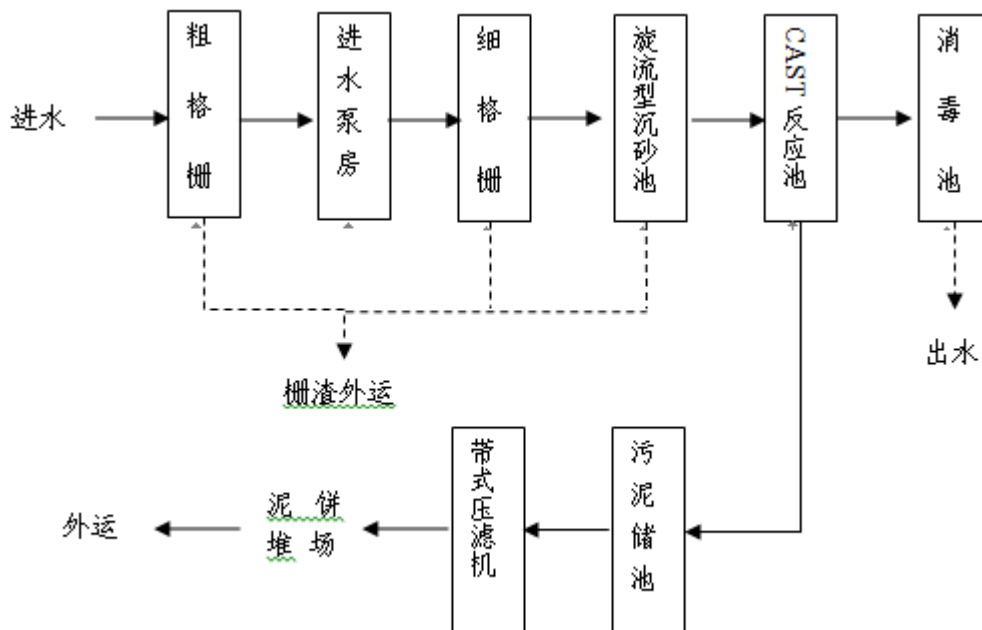 进水
粗格栅
进水泵房
细格栅
旋流型沉砂池
CAST反应池
消毒池
出水
栅渣外运
污泥储池
带式压滤机
泥饼
堆场
外运